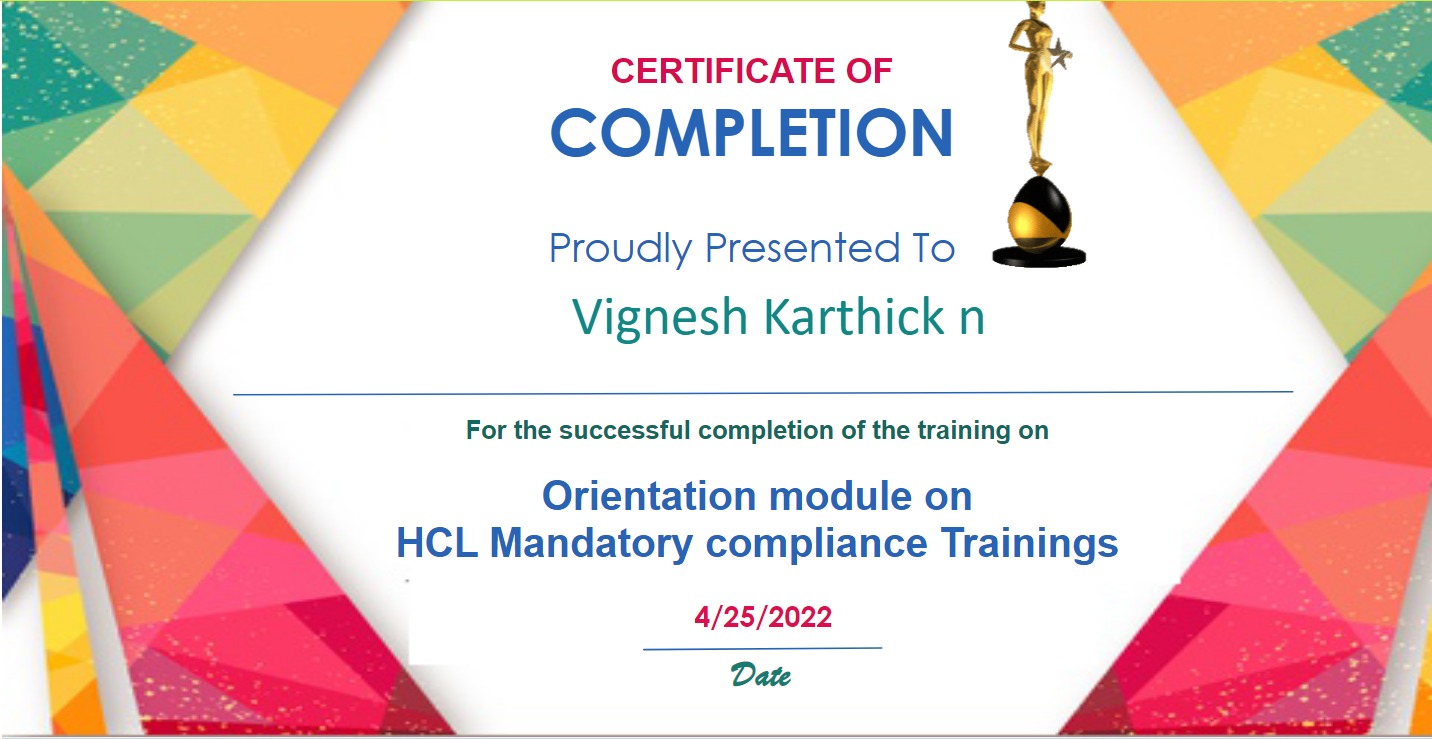 CERTIFICATE OF
COMPLETION
Proudly Presented To
Vignesh Karthick n
For the successful completion of the training on
Orientation module on
HCL Mandatory compliance Trainings
4/25/2022
Date